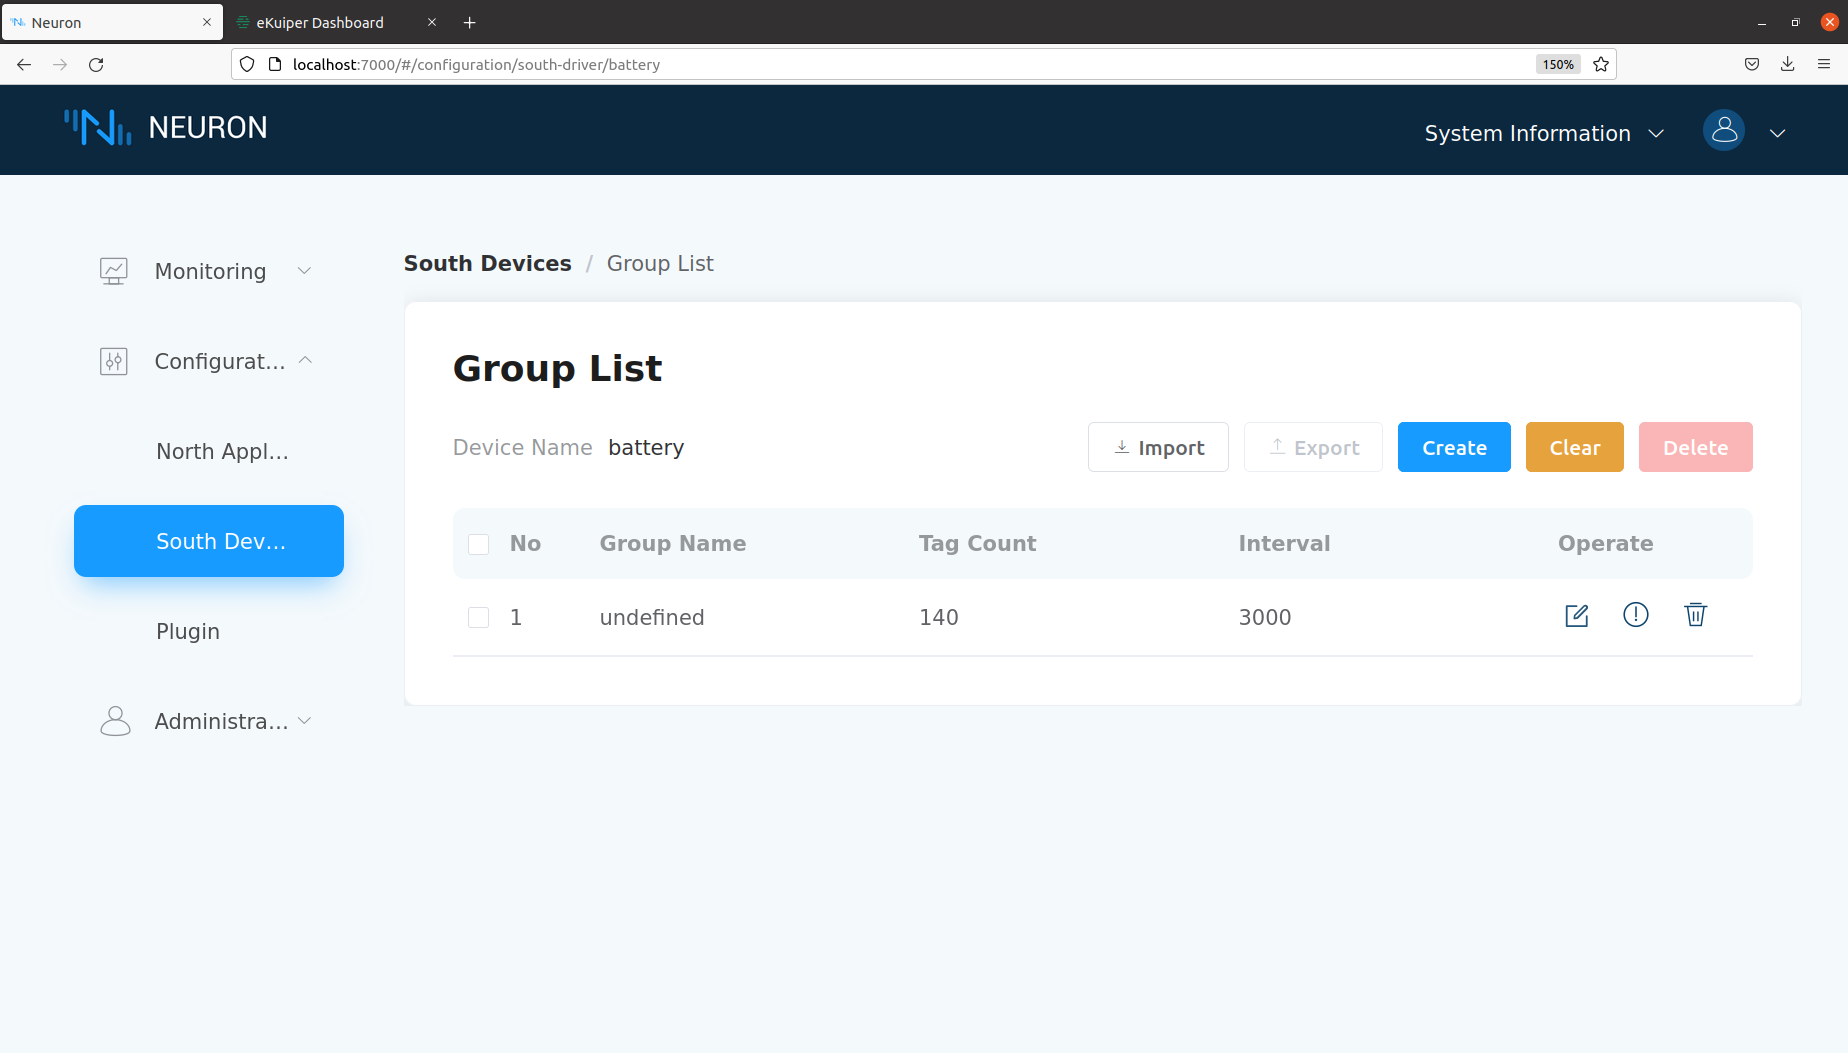 Neuron
eKuiper Dashboard
localhost:7000/#/configuration/south-driver/battery
150%
NEURON
System Information
Monitoring
Configurat...
North Appl...
South Dev...
Plugin
Administra...
South Devices / Group List
Group List
Device Name battery
Import
Export
Create
Clear
Delete
No Group Name Tag Count Interval Operate
1 undefined 140 3000